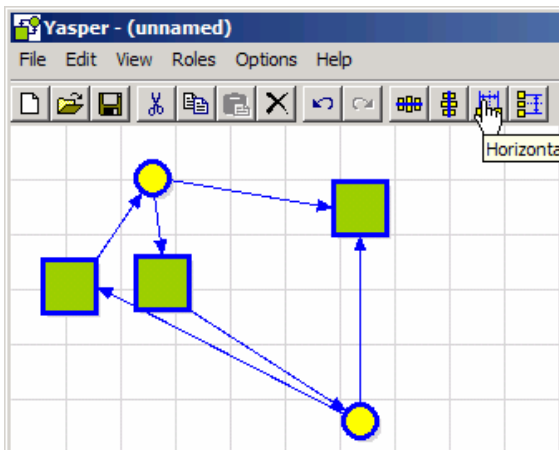 Yasper - (unnamed)
File Edit View Roles Options Help
Horizonta